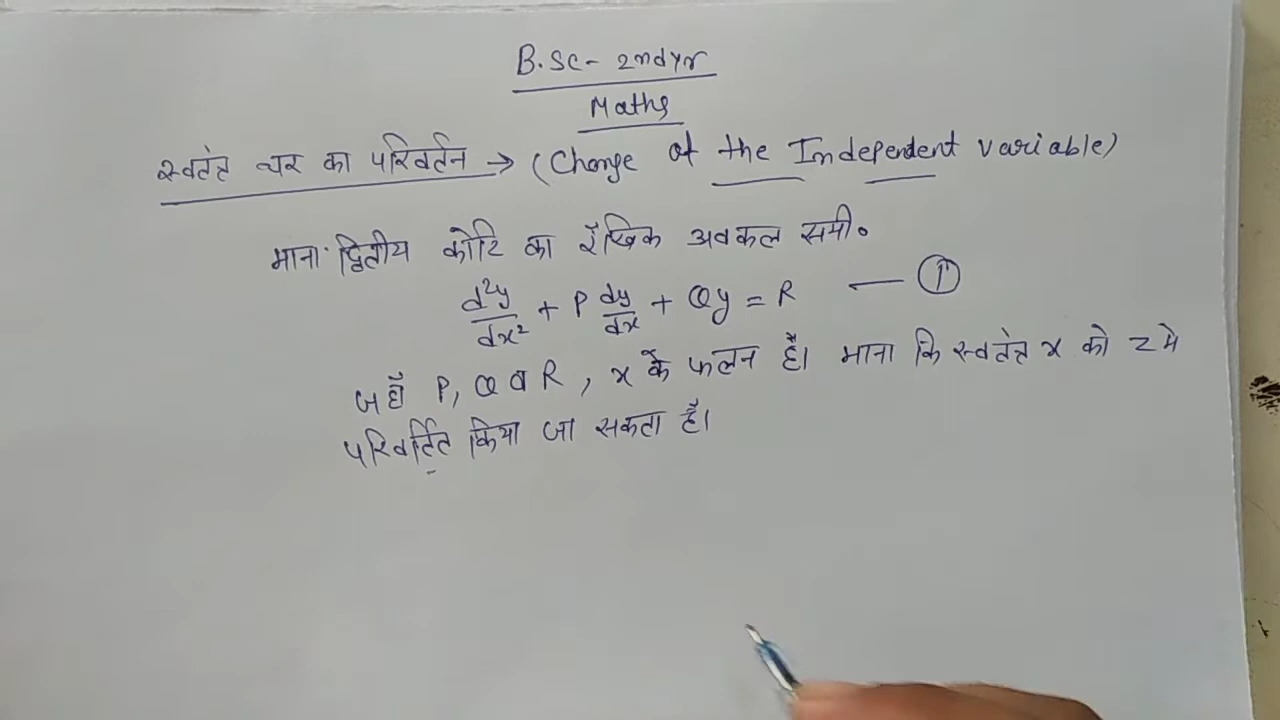 B.Sc- 2nd yr
Maths
स्वतंत्र चर का परिवर्तन → (Change of the Independent variable)
माना द्वितीय कोटि का रैखिक अवकल समी०
d²y/dx² + P dy/dx + Qy = R — ①
जहाँ P, Q व R, x के फलन हैं। माना कि स्वतंत्र x को z में
परिवर्तित किया जा सकता है।